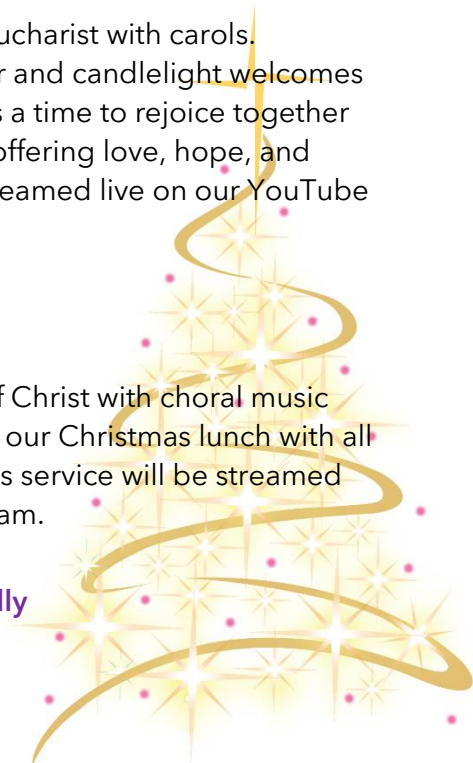 ucharist with carols.
r and candlelight welcomes
s a time to rejoice together
offering love, hope, and
eamed live on our YouTube
f Christ with choral music
our Christmas lunch with all
s service will be streamed
am.
lly